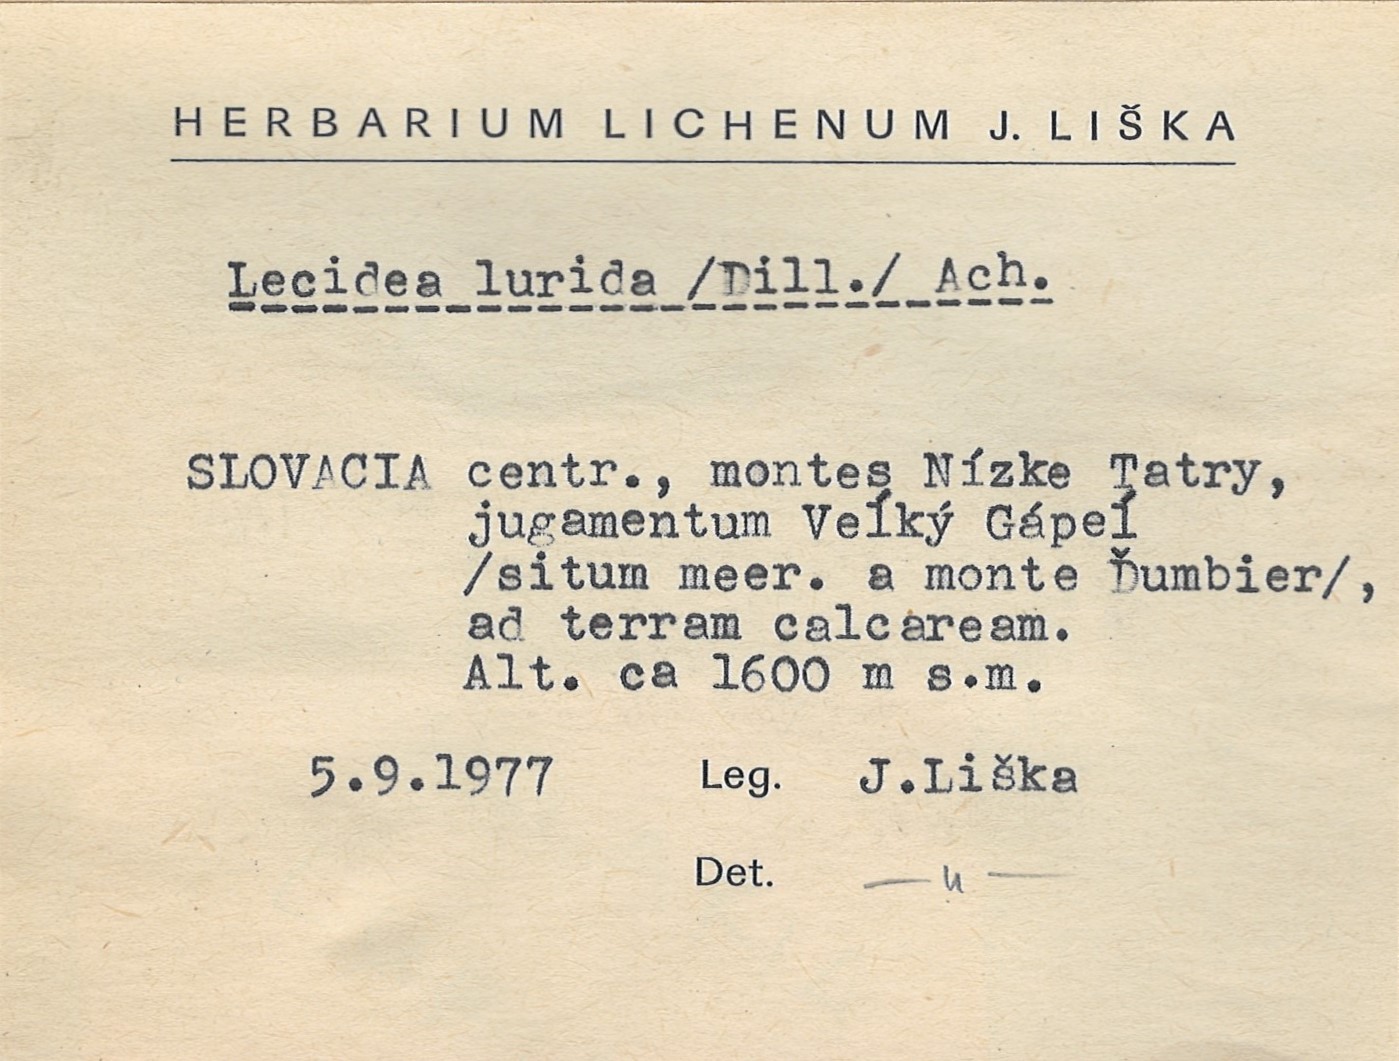 HERBARIUM LICHENUM J. LIŠKA
Lecidea lurida /Dill./ Ach.
SLOVACIA centr., montes Nízke Tatry,
jugamentum Veĺký Gápeĺ
/situm meer. a monte Ďumbier/,
ad terram calcaream.
Alt. ca 1600 m s.m.
5.9.1977 Leg. J.Liška
Det. —〃—